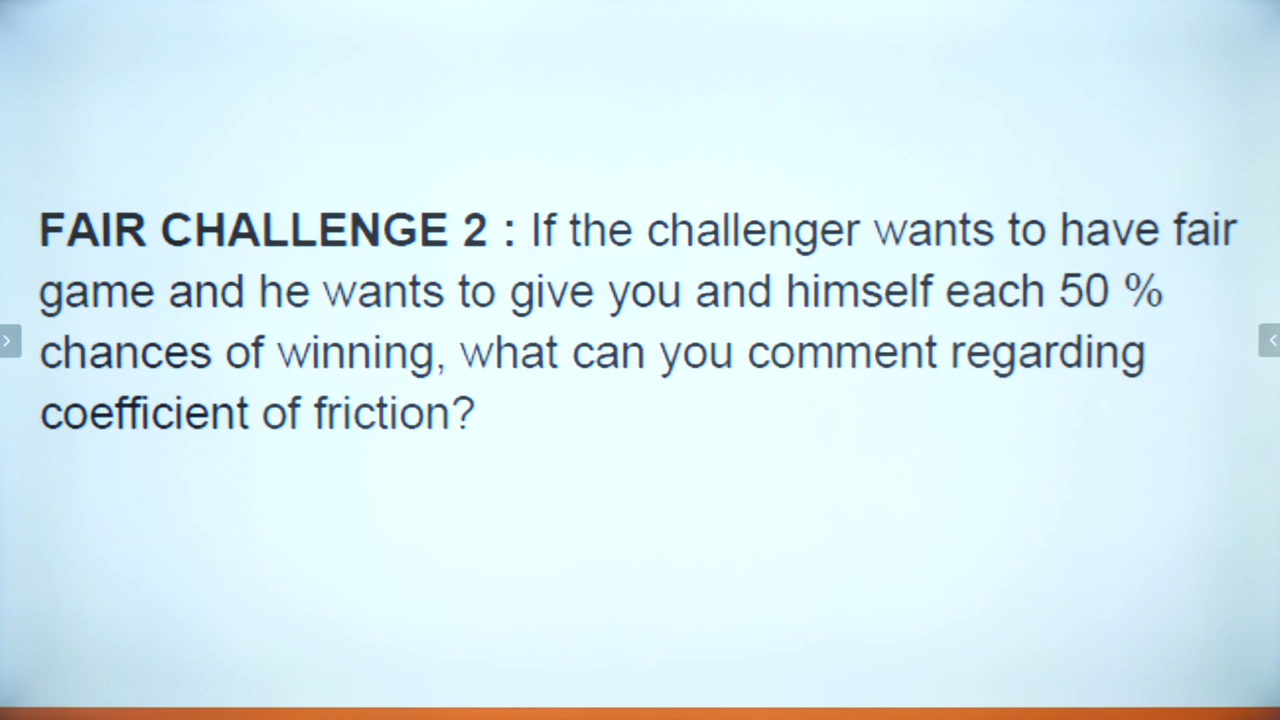 FAIR CHALLENGE 2 : If the challenger wants to have fair
game and he wants to give you and himself each 50 %
chances of winning, what can you comment regarding
coefficient of friction?